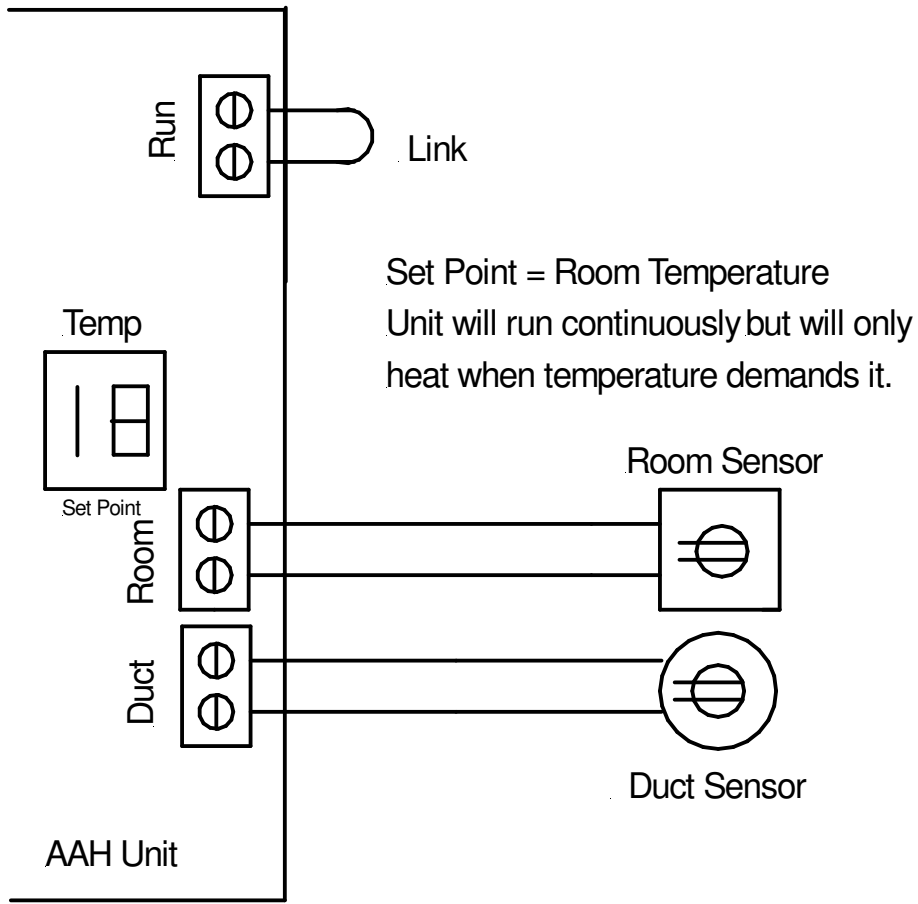 Run
Link
Set Point = Room Temperature
Unit will run continuously but will only
heat when temperature demands it.
Temp
18
Set Point
Room Sensor
Room
Duct
Duct Sensor
AAH Unit